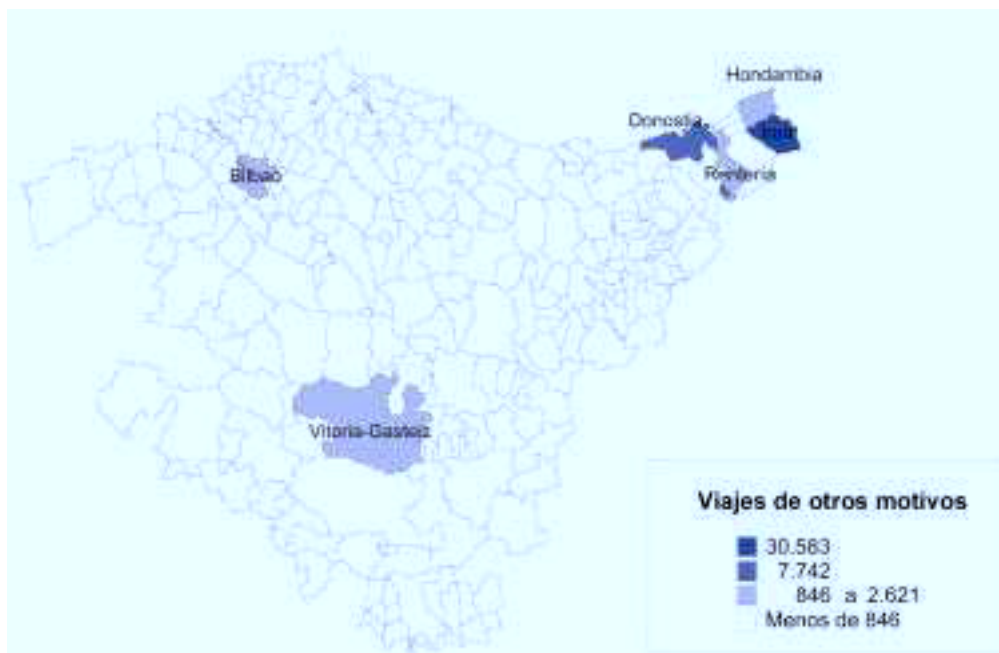 Hondarribia
Donostia
Irun
Bilbao
Rentería
Vitoria-Gasteiz
Viajes de otros motivos
30.583
7.742
846 a 2.621
Menos de 846